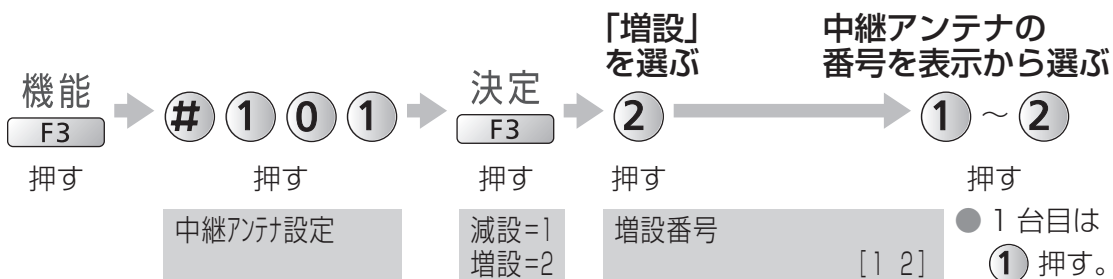 「増設」
を選ぶ
中継アンテナの
番号を表示から選ぶ
機能
F3
# 1 0 1
決定
F3
2
1 ～ 2
押す
押す
押す
押す
押す
中継ｱﾝﾃﾅ設定
減設=1
増設=2
増設番号
[1 2]
● 1 台目は
1 押す。